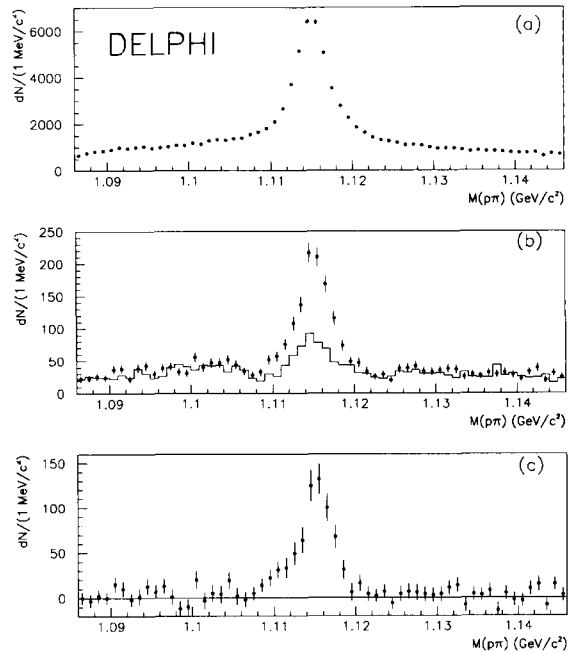 DELPHI
(a)
dN/(1 MeV/c²)
6000
4000
2000
0
1.09 1.1 1.11 1.12 1.13 1.14
M(pπ) (GeV/c²)
(b)
dN/(1 MeV/c²)
250
200
150
100
50
0
1.09 1.1 1.11 1.12 1.13 1.14
M(pπ) (GeV/c²)
(c)
dN/(1 MeV/c²)
150
100
50
0
1.09 1.1 1.11 1.12 1.13 1.14
M(pπ) (GeV/c²)